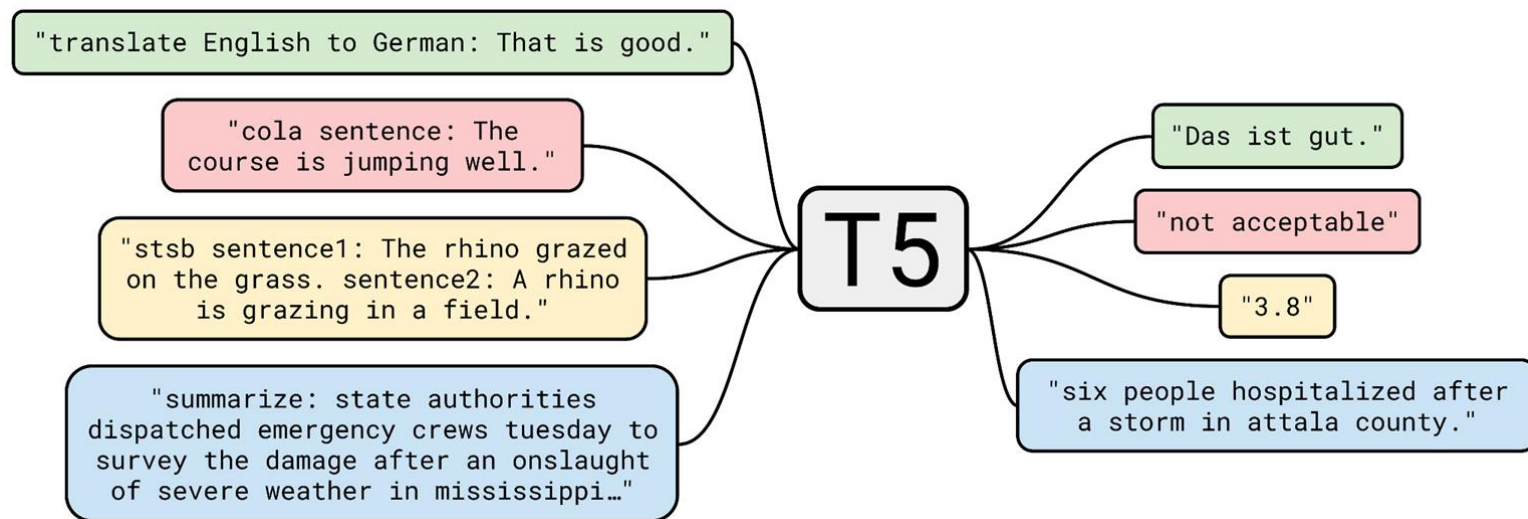 "translate English to German: That is good."
"cola sentence: The
course is jumping well."
"stsb sentence1: The rhino grazed
on the grass. sentence2: A rhino
is grazing in a field."
"summarize: state authorities
dispatched emergency crews tuesday to
survey the damage after an onslaught
of severe weather in mississippi…"
T5
"Das ist gut."
"not acceptable"
"3.8"
"six people hospitalized after
a storm in attala county."